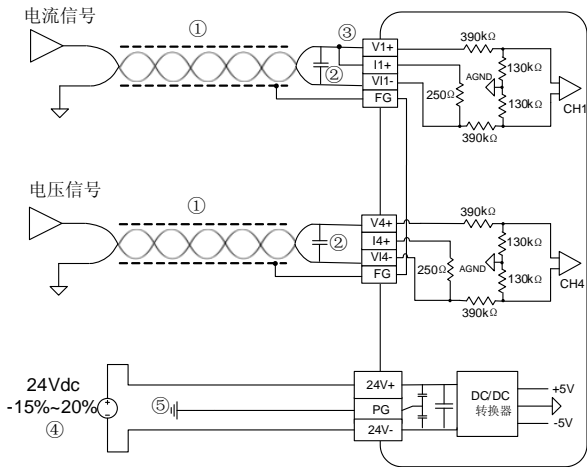 电流信号
①
②
③
V1+
I1+
VI1-
FG
390kΩ
130kΩ
AGND
250Ω
130kΩ
390kΩ
CH1
电压信号
①
②
V4+
I4+
VI4-
FG
390kΩ
130kΩ
AGND
250Ω
130kΩ
390kΩ
CH4
24Vdc
-15%~20%
④
⑤
24V+
PG
24V-
DC/DC
转换器
+5V
-5V